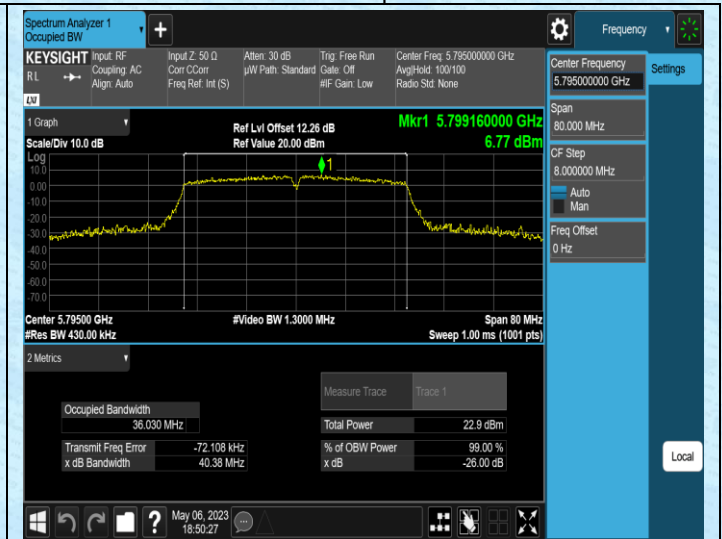 Spectrum Analyzer 1
Occupied BW
+
Frequency
KEYSIGHT
R L
LXI
Input: RF
Coupling: AC
Align: Auto
Input Z: 50 Ω
Corr CCorr
Freq Ref: Int (S)
Atten: 30 dB
µW Path: Standard
Trig: Free Run
Gate: Off
#IF Gain: Low
Center Freq: 5.795000000 GHz
Avg|Hold: 100/100
Radio Std: None
Center Frequency
5.795000000 GHz
Settings
Span
80.000 MHz
CF Step
8.000000 MHz
Auto
Man
Freq Offset
0 Hz
Local
1 Graph
Scale/Div 10.0 dB
Ref Lvl Offset 12.26 dB
Ref Value 20.00 dBm
Mkr1 5.799160000 GHz
6.77 dBm
Log
10.0
0.00
-10.0
-20.0
-30.0
-40.0
-50.0
-60.0
-70.0
1
Center 5.79500 GHz
#Res BW 430.00 kHz
#Video BW 1.3000 MHz
Span 80 MHz
Sweep 1.00 ms (1001 pts)
2 Metrics
Measure Trace Trace 1
Occupied Bandwidth
36.030 MHz
Total Power 22.9 dBm
Transmit Freq Error -72.108 kHz
% of OBW Power 99.00 %
x dB Bandwidth 40.38 MHz
x dB -26.00 dB
?
May 06, 2023
18:50:27